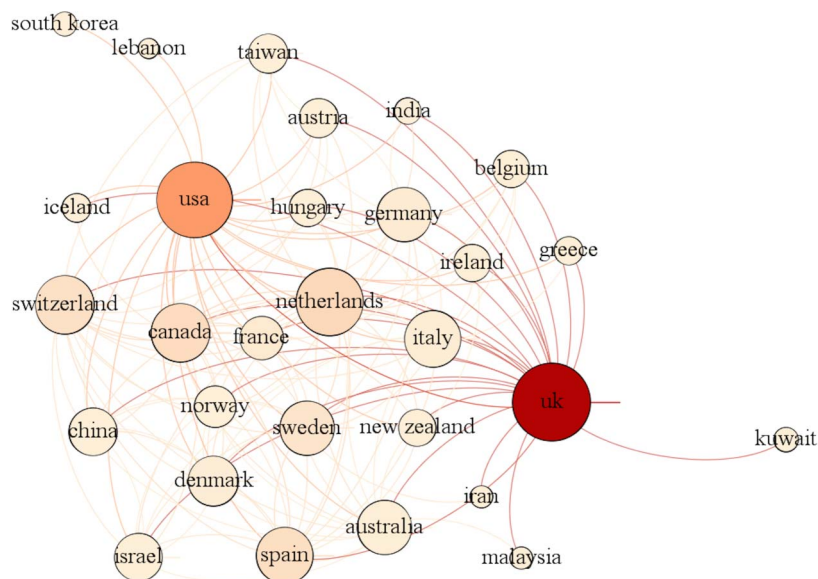 south korea
lebanon
taiwan
austria
india
belgium
usa
iceland
hungary
germany
greece
ireland
switzerland
netherlands
canada
france
italy
norway
uk
china
sweden
new zealand
kuwait
denmark
iran
australia
israel
spain
malaysia